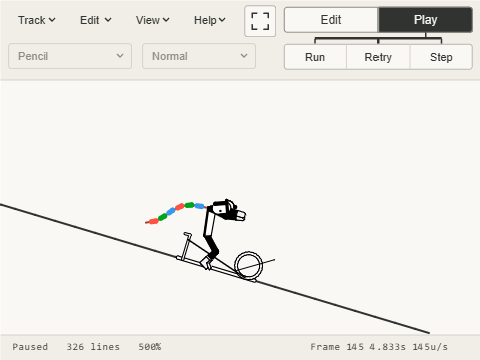 Track Edit View Help Edit Play
Pencil Normal Run Retry Step
Paused 326 lines 500% Frame 145 4.833s 145u/s